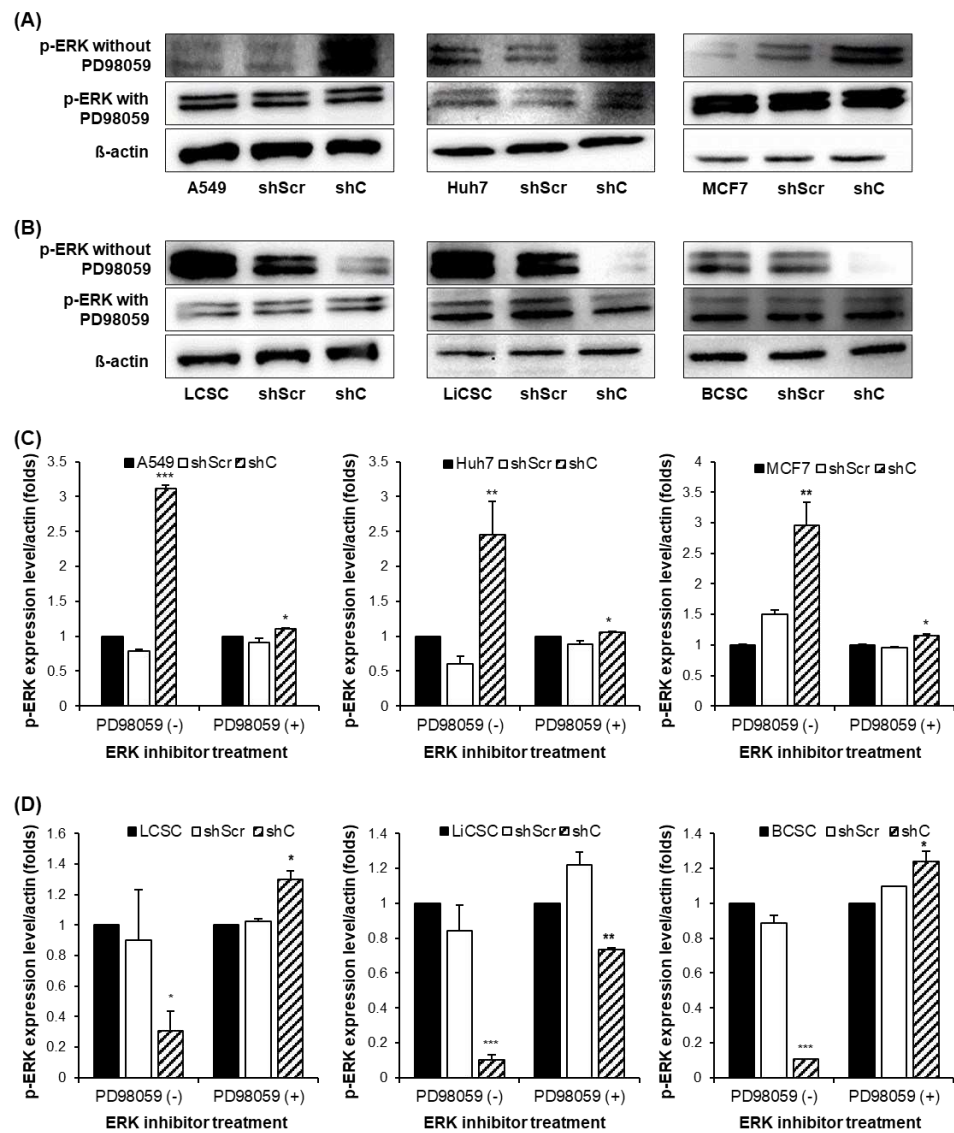 (A)
p-ERK without
PD98059
p-ERK with
PD98059
ß-actin
A549 shScr shC
Huh7 shScr shC
MCF7 shScr shC
(B)
p-ERK without
PD98059
p-ERK with
PD98059
ß-actin
LCSC shScr shC
LiCSC shScr shC
BCSC shScr shC
(C)
p-ERK expression level/actin (folds)
A549 shScr shC
3.5
3
2.5
2
1.5
1
0.5
0
***
*
PD98059 (-) PD98059 (+)
ERK inhibitor treatment
p-ERK expression level/actin (folds)
Huh7 shScr shC
3.5
3
2.5
2
1.5
1
0.5
0
**
*
PD98059 (-) PD98059 (+)
ERK inhibitor treatment
p-ERK expression level/actin (folds)
MCF7 shScr shC
4
3.5
3
2.5
2
1.5
1
0.5
0
**
*
PD98059 (-) PD98059 (+)
ERK inhibitor treatment
(D)
p-ERK expression level/actin (folds)
LCSC shScr shC
1.6
1.4
1.2
1
0.8
0.6
0.4
0.2
0
*
*
PD98059 (-) PD98059 (+)
ERK inhibitor treatment
p-ERK expression level/actin (folds)
LiCSC shScr shC
1.4
1.2
1
0.8
0.6
0.4
0.2
0
***
**
PD98059 (-) PD98059 (+)
ERK inhibitor treatment
p-ERK expression level/actin (folds)
BCSC shScr shC
1.4
1.2
1
0.8
0.6
0.4
0.2
0
***
*
PD98059 (-) PD98059 (+)
ERK inhibitor treatment